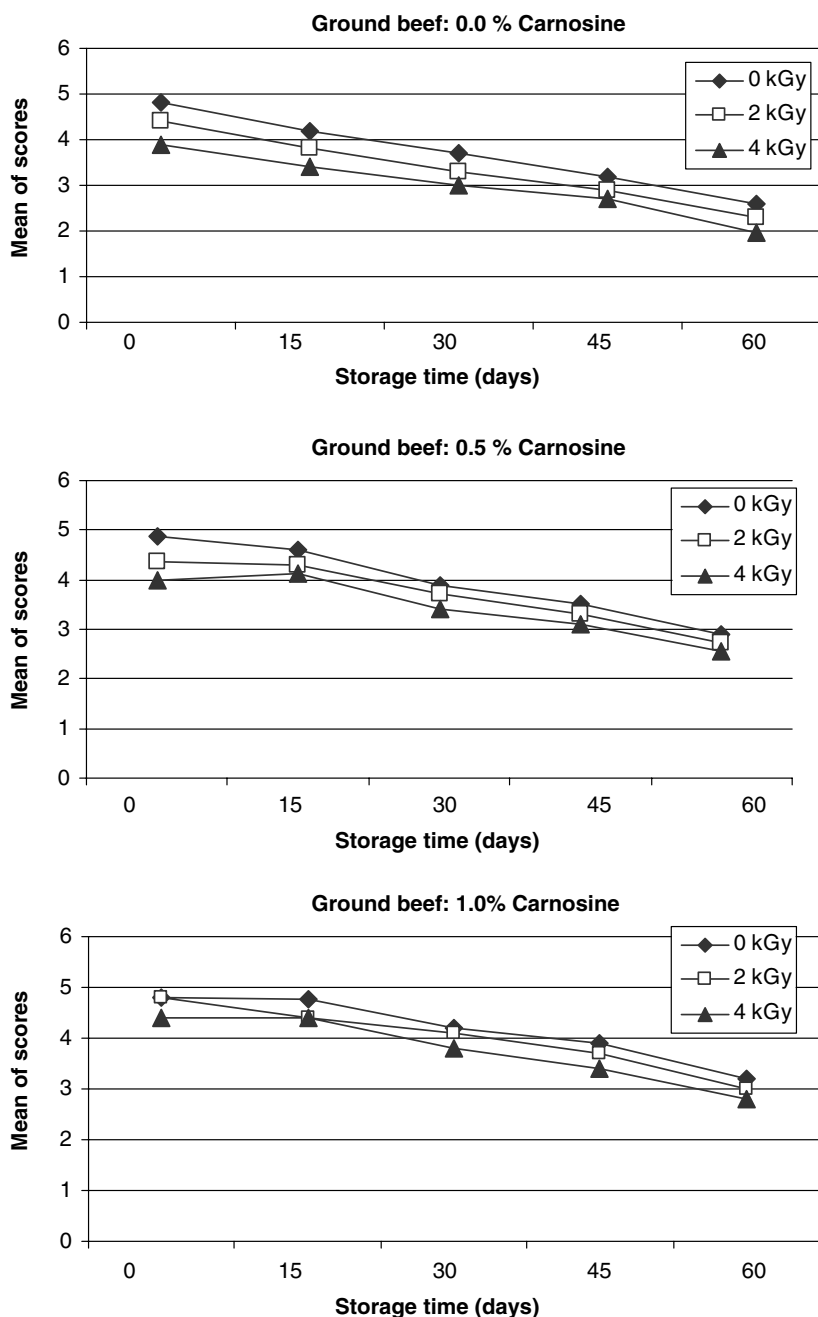 Ground beef: 0.0 % Carnosine
6
5
4
3
2
1
0
Mean of scores
0 kGy
2 kGy
4 kGy
0 15 30 45 60
Storage time (days)
Ground beef: 0.5 % Carnosine
6
5
4
3
2
1
0
Mean of scores
0 kGy
2 kGy
4 kGy
0 15 30 45 60
Storage time (days)
Ground beef: 1.0% Carnosine
6
5
4
3
2
1
0
Mean of scores
0 kGy
2 kGy
4 kGy
0 15 30 45 60
Storage time (days)